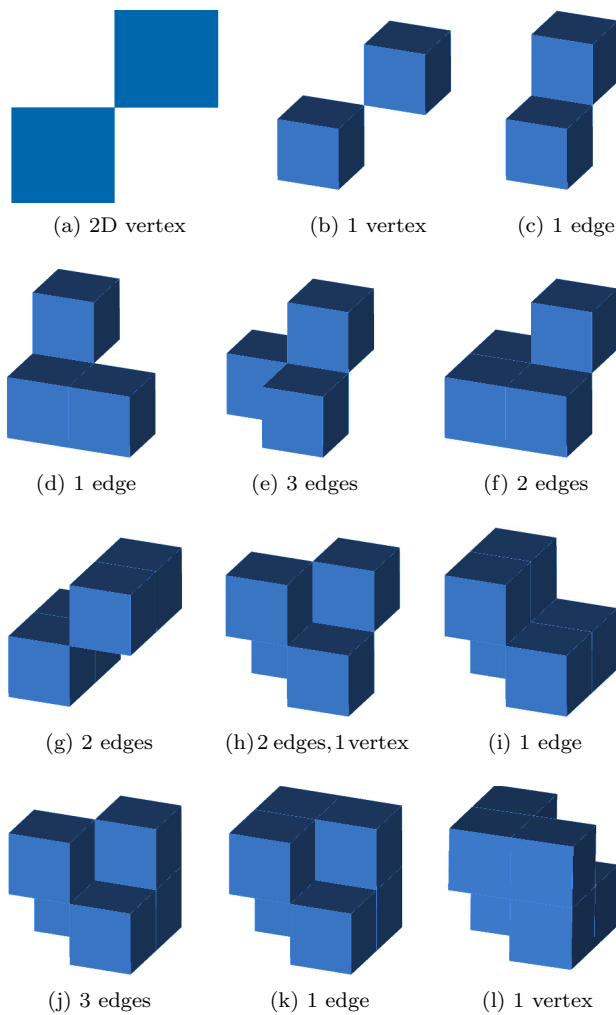 (a) 2D vertex
(b) 1 vertex
(c) 1 edge
(d) 1 edge
(e) 3 edges
(f) 2 edges
(g) 2 edges
(h) 2 edges, 1 vertex
(i) 1 edge
(j) 3 edges
(k) 1 edge
(l) 1 vertex